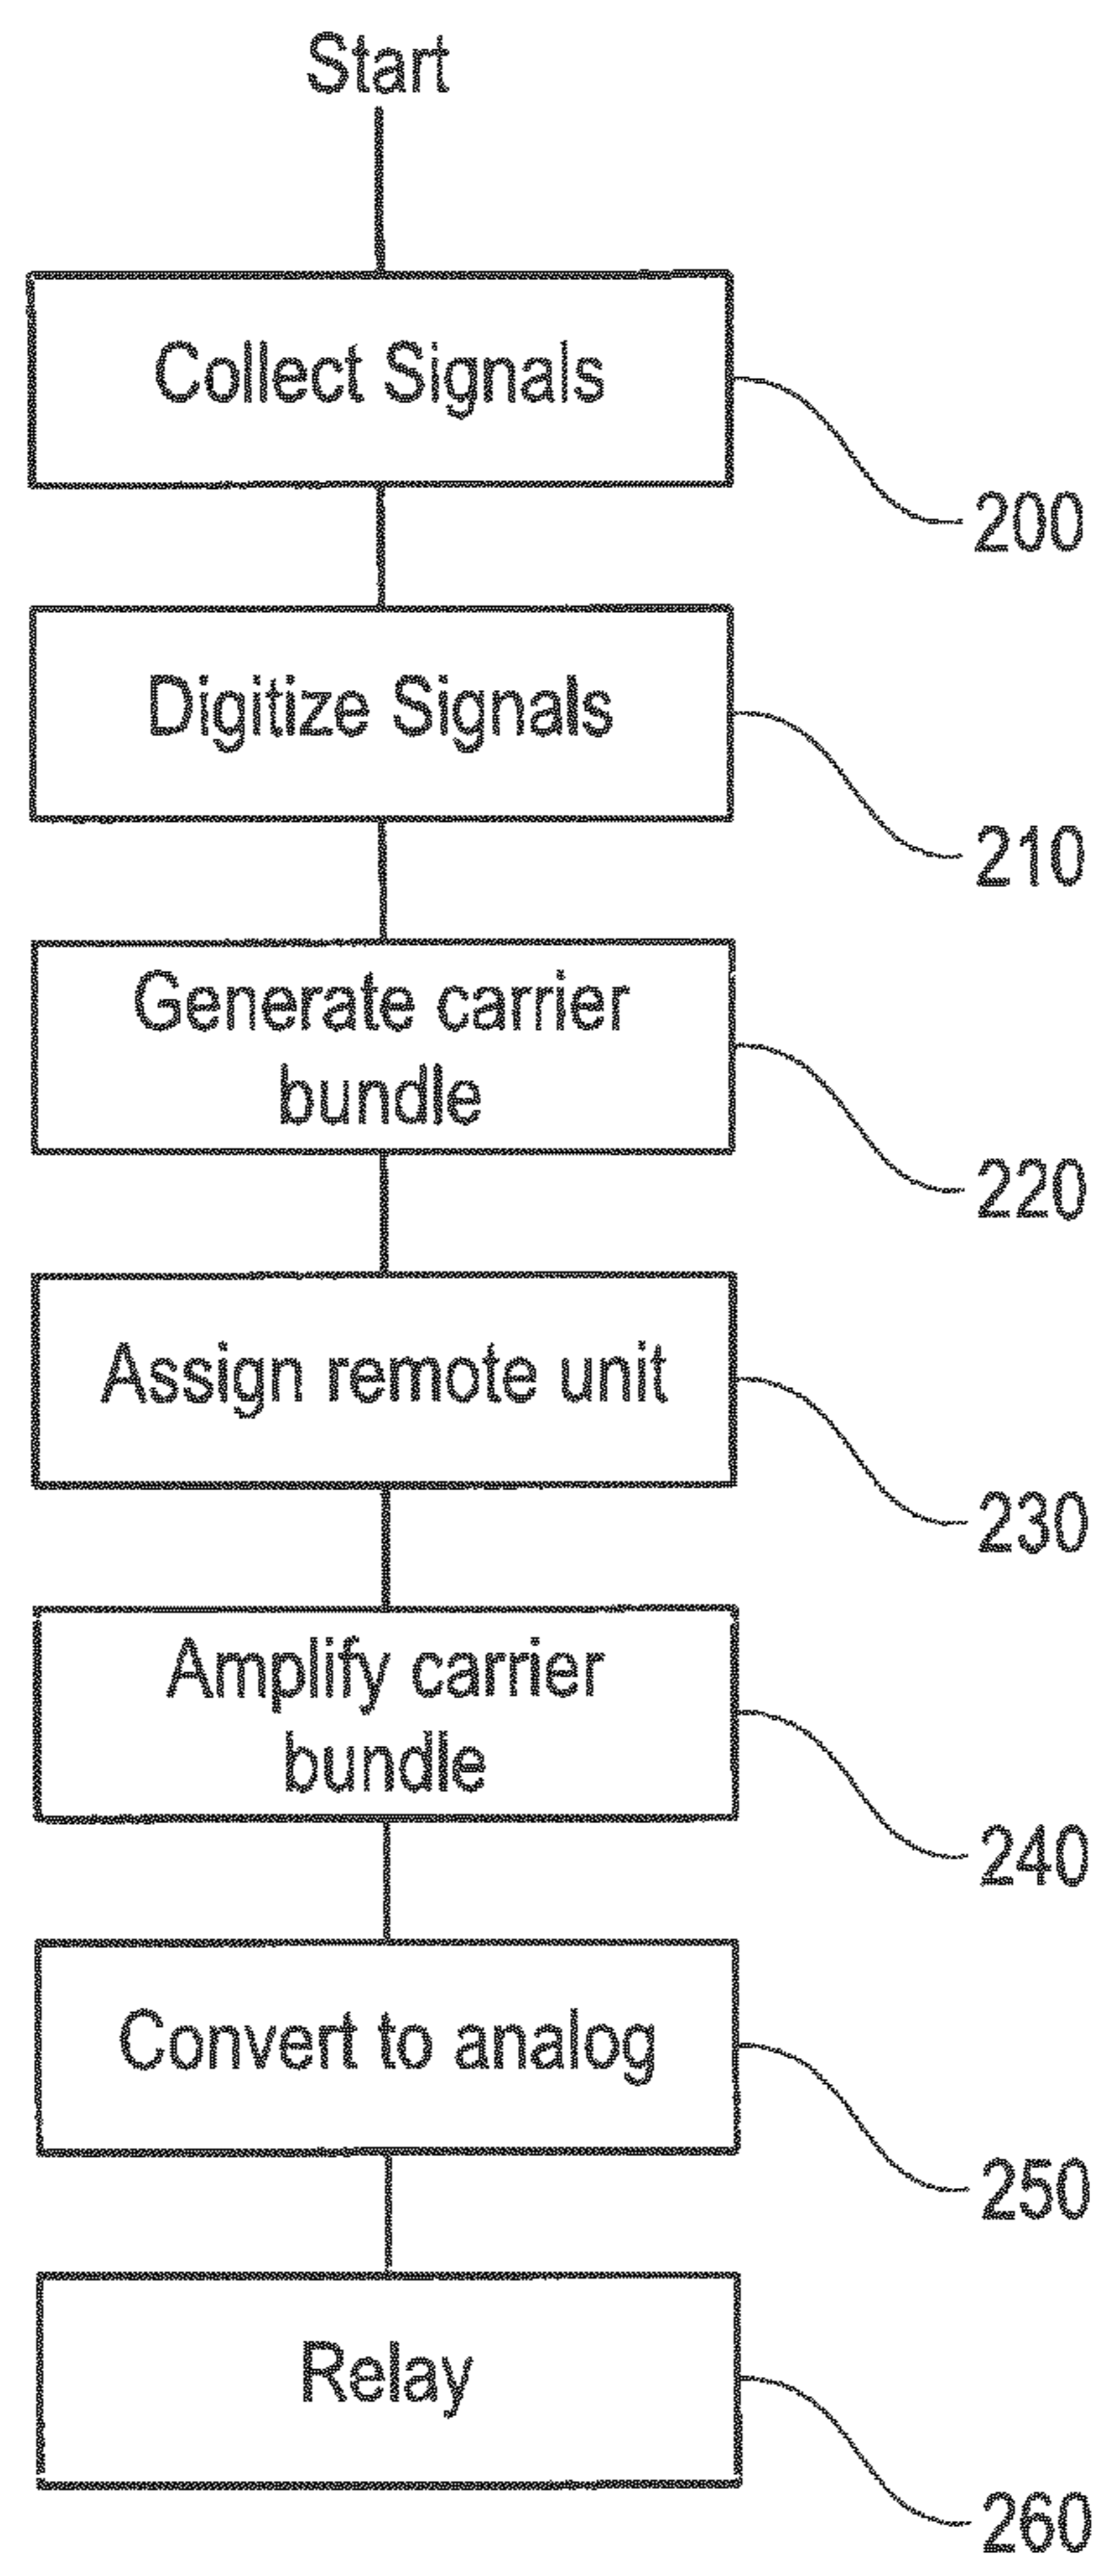 Start
Collect Signals
200
Digitize Signals
210
Generate carrier
bundle
220
Assign remote unit
230
Amplify carrier
bundle
240
Convert to analog
250
Relay
260